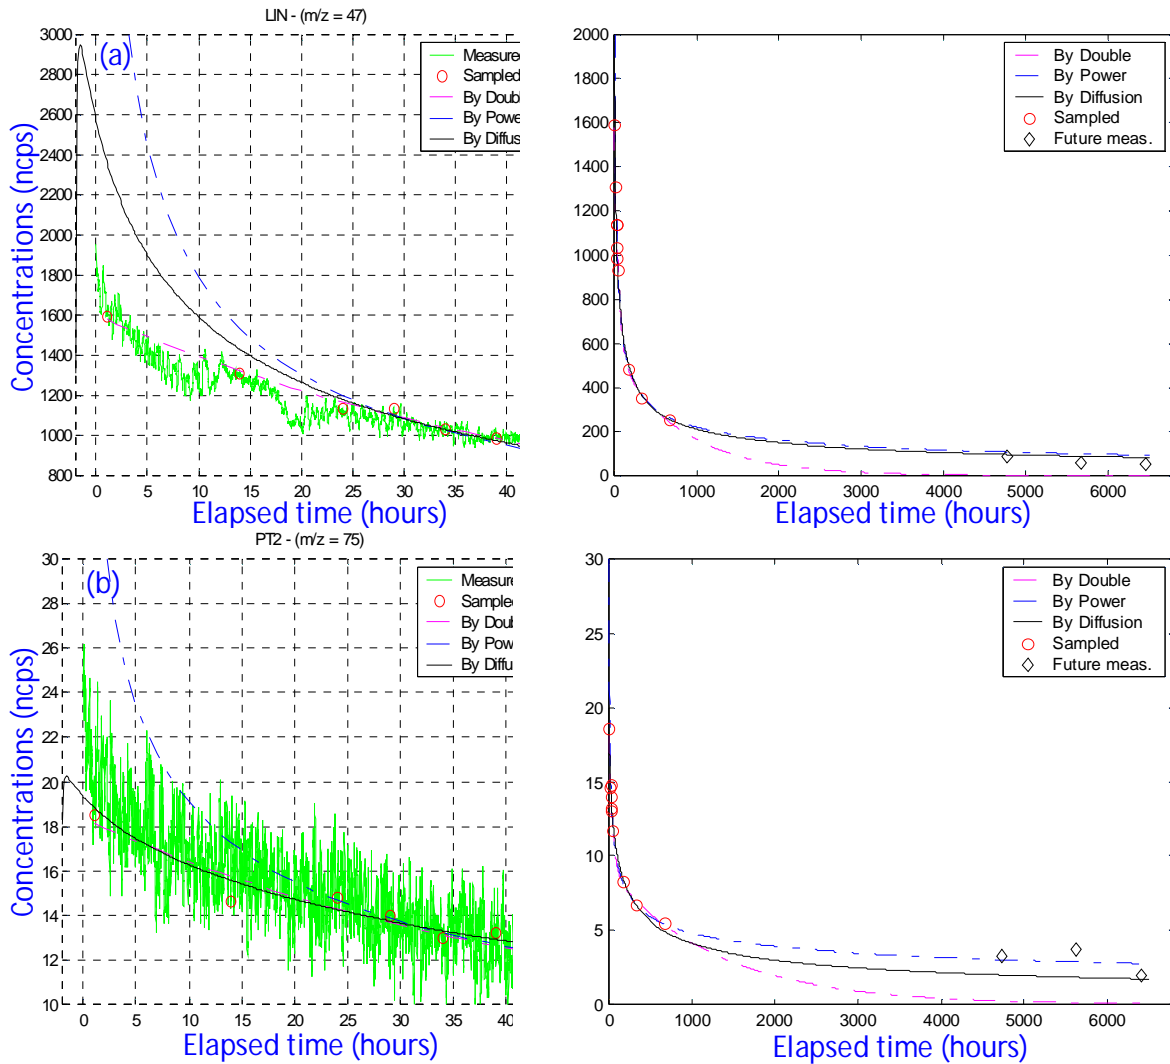 LIN - (m/z = 47)
(a)
3000
2800
2600
2400
2200
2000
1800
1600
1400
1200
1000
800
0 5 10 15 20 25 30 35 40
Concentrations (ncps)
Elapsed time (hours)
Measure
Sampled
By Doub
By Powe
By Diffus
2000
1800
1600
1400
1200
1000
800
600
400
200
0
0 1000 2000 3000 4000 5000 6000
Elapsed time (hours)
By Double
By Power
By Diffusion
Sampled
Future meas.
PT2 - (m/z = 75)
(b)
30
28
26
24
22
20
18
16
14
12
10
0 5 10 15 20 25 30 35 40
Concentrations (ncps)
Elapsed time (hours)
Measure
Sampled
By Doub
By Pow
By Diffu
30
25
20
15
10
5
0
0 1000 2000 3000 4000 5000 6000
Elapsed time (hours)
By Double
By Power
By Diffusion
Sampled
Future meas.